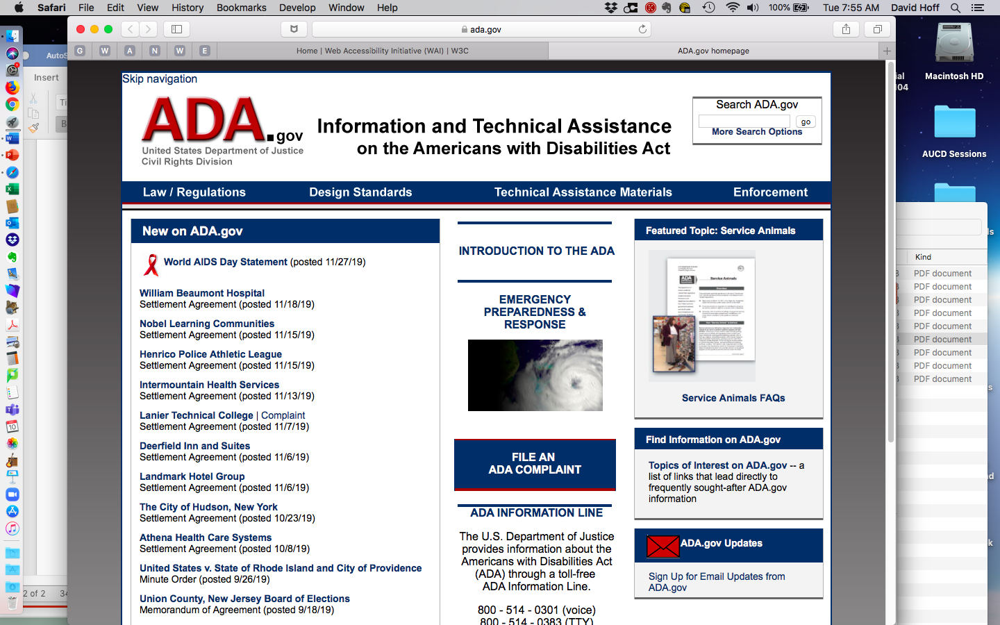 Safari File Edit View History Bookmarks Develop Window Help
100% Tue 7:55 AM David Hoff
ada.gov
G W A N W E
Home | Web Accessibility Initiative (WAI) | W3C
ADA.gov homepage
Insert
Macintosh HD
AUCD Sessions
Kind
PDF document
PDF document
PDF document
PDF document
PDF document
PDF document
PDF document
PDF document
PDF document
2 of 2
Skip navigation
ADA.gov
United States Department of Justice
Civil Rights Division
Information and Technical Assistance
on the Americans with Disabilities Act
Search ADA.gov
go
More Search Options
Law / Regulations Design Standards Technical Assistance Materials Enforcement
New on ADA.gov
World AIDS Day Statement (posted 11/27/19)
William Beaumont Hospital
Settlement Agreement (posted 11/18/19)
Nobel Learning Communities
Settlement Agreement (posted 11/15/19)
Henrico Police Athletic League
Settlement Agreement (posted 11/15/19)
Intermountain Health Services
Settlement Agreement (posted 11/13/19)
Lanier Technical College | Complaint
Settlement Agreement (posted 11/7/19)
Deerfield Inn and Suites
Settlement Agreement (posted 11/6/19)
Landmark Hotel Group
Settlement Agreement (posted 11/6/19)
The City of Hudson, New York
Settlement Agreement (posted 10/23/19)
Athena Health Care Systems
Settlement Agreement (posted 10/8/19)
United States v. State of Rhode Island and City of Providence
Minute Order (posted 9/26/19)
Union County, New Jersey Board of Elections
Memorandum of Agreement (posted 9/18/19)
INTRODUCTION TO THE ADA
EMERGENCY
PREPAREDNESS &
RESPONSE
FILE AN
ADA COMPLAINT
ADA INFORMATION LINE
The U.S. Department of Justice
provides information about the
Americans with Disabilities Act
(ADA) through a toll-free
ADA Information Line.
800 - 514 - 0301 (voice)
800 - 514 - 0383 (TTY)
Featured Topic: Service Animals
ADA
Service Animals
Service Animals FAQs
Find Information on ADA.gov
Topics of Interest on ADA.gov -- a
list of links that lead directly to
frequently sought-after ADA.gov
information
ADA.gov Updates
Sign Up for Email Updates from
ADA.gov